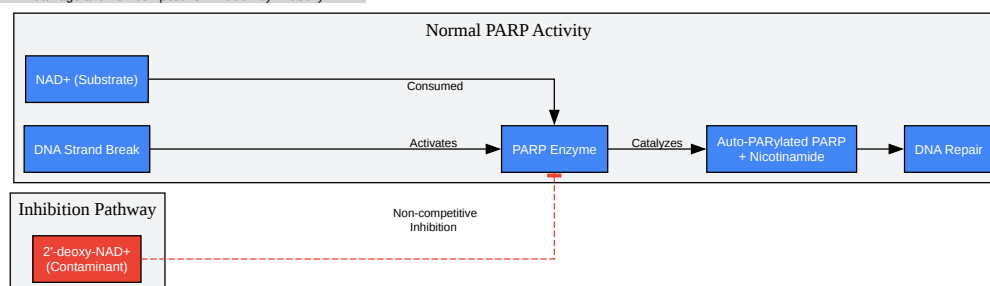 Normal PARP Activity
NAD+ (Substrate)
Consumed
DNA Strand Break
Activates
PARP Enzyme
Catalyzes
Auto-PARylated PARP
+ Nicotinamide
DNA Repair
Inhibition Pathway
Non-competitive
Inhibition
2'-deoxy-NAD+
(Contaminant)